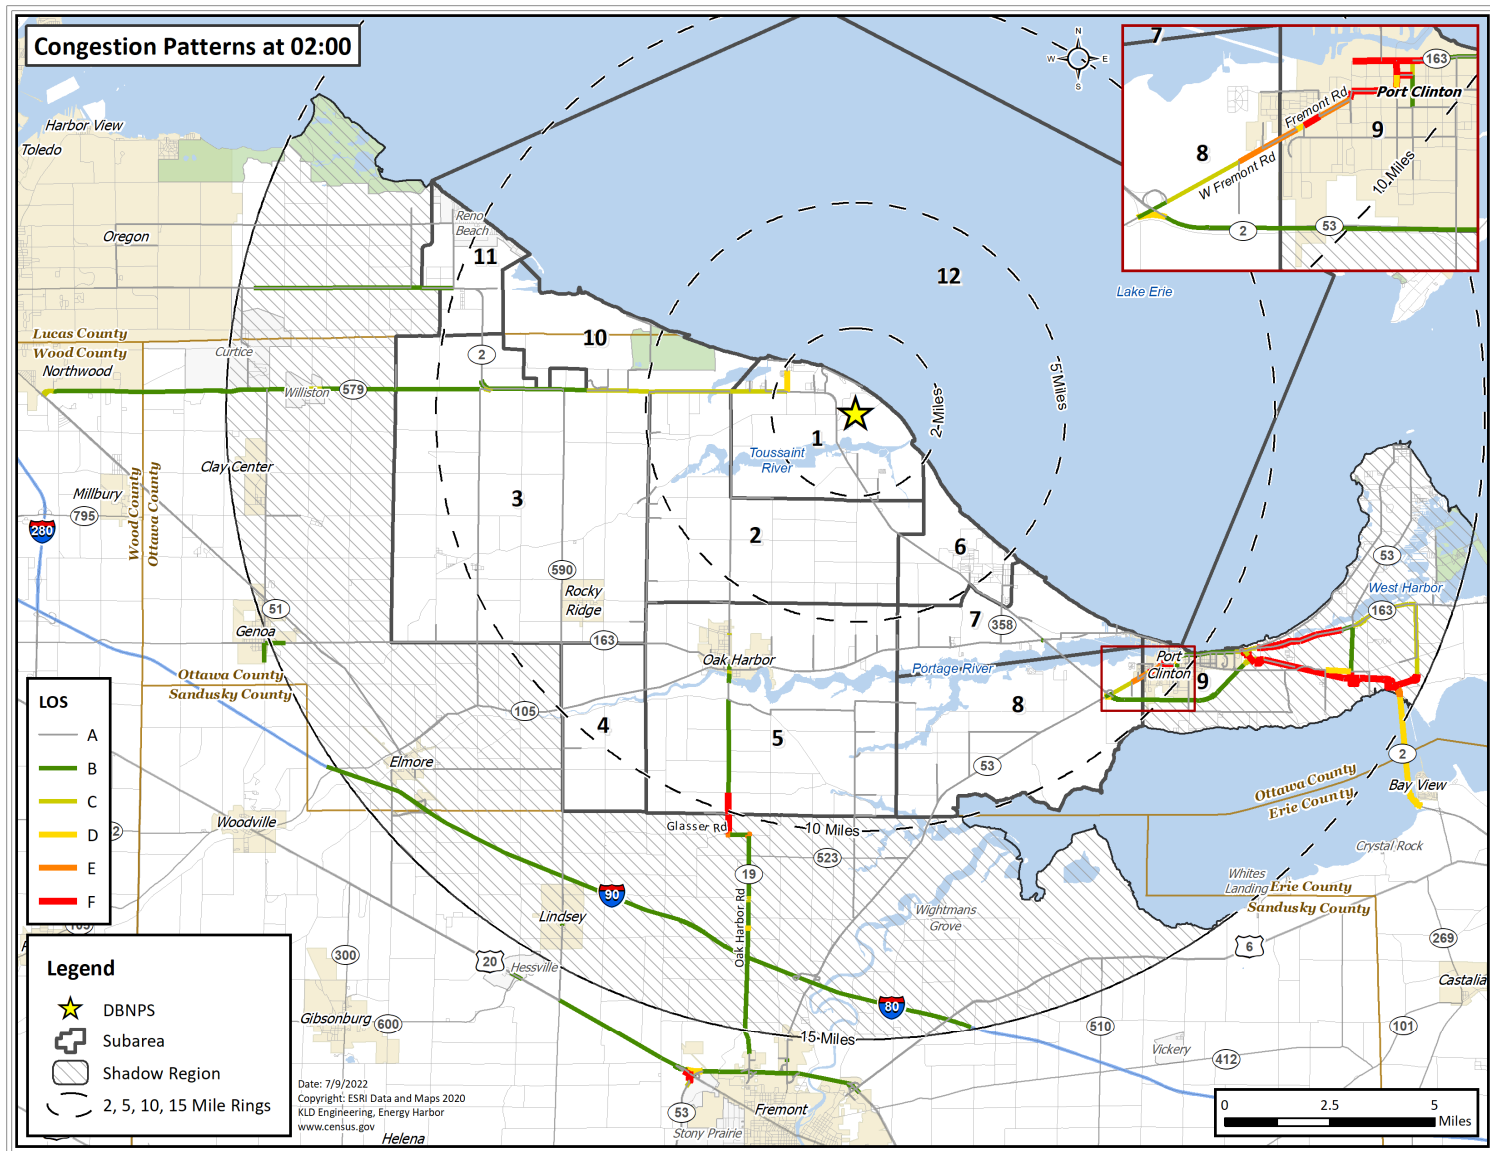 Congestion Patterns at 02:00
N
W E
S
7
163
Port Clinton
Fremont Rd
9
8
W Fremont Rd
10 Miles
2
53
Harbor View
Toledo
Oregon
Reno
Beach
11
12
Lake Erie
Lucas County
Wood County
Northwood
Curtice
2
10
Williston
579
5 Miles
2 Miles
1
Toussaint
River
Clay Center
Millbury
795
280
Wood County
Ottawa County
3
2
6
590
Rocky
Ridge
53
West Harbor
163
51
Genoa
163
7
358
Oak Harbor
Portage River
Port
Clinton
9
Ottawa County
Sandusky County
105
4
5
8
53
2
Bay View
Ottawa County
Erie County
Elmore
Woodville
2
Glasser Rd
10 Miles
523
19
Oak Harbor Rd
Crystal Rock
Whites
Landing
Erie County
Sandusky County
90
Lindsey
Wightmans
Grove
6
269
Castalia
300
20
Hessville
80
Gibsonburg
600
15 Miles
510
101
Vickery
412
53
Fremont
Stony Prairie
Helena
LOS
A
B
C
D
E
F
Legend
DBNPS
Subarea
Shadow Region
2, 5, 10, 15 Mile Rings
Date: 7/9/2022
Copyright: ESRI Data and Maps 2020
KLD Engineering, Energy Harbor
www.census.gov
0 2.5 5
Miles